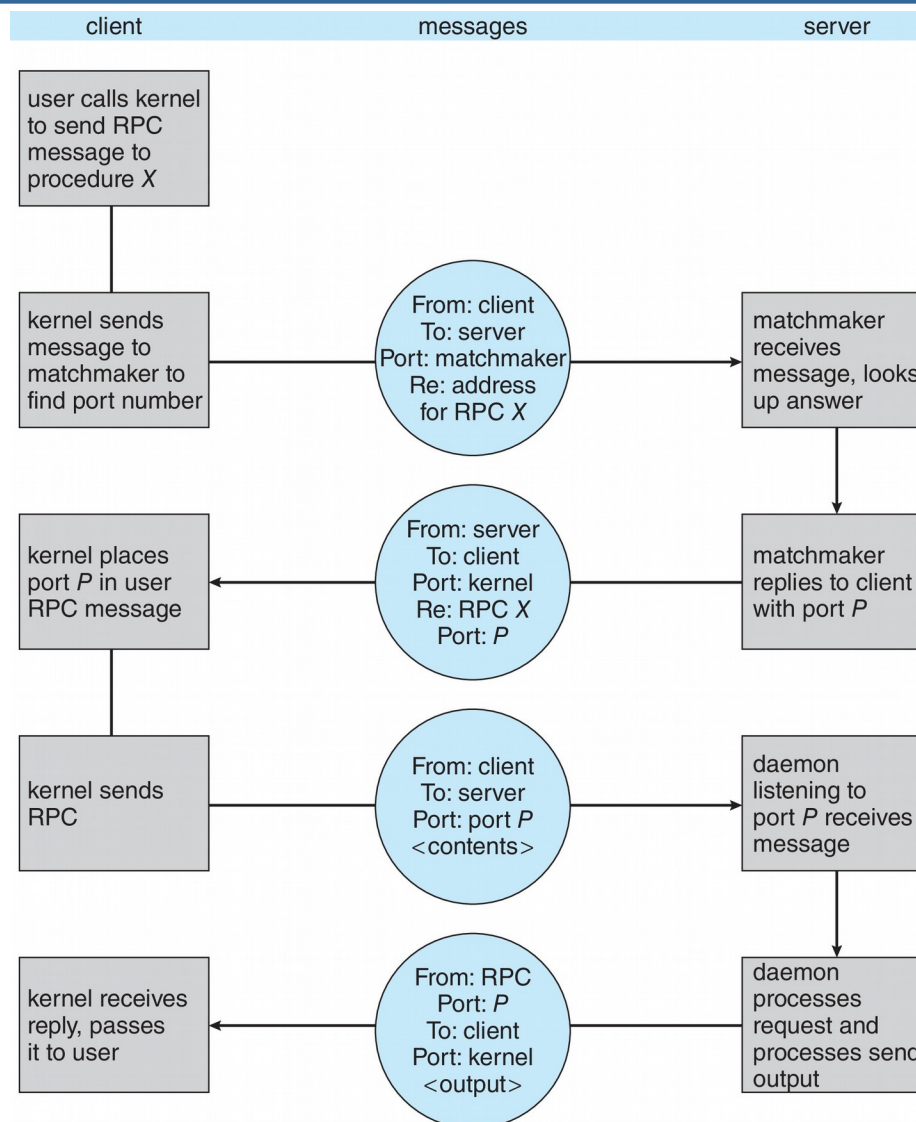 client
messages
server
user calls kernel
to send RPC
message to
procedure X
kernel sends
message to
matchmaker to
find port number
From: client
To: server
Port: matchmaker
Re: address
for RPC X
matchmaker
receives
message, looks
up answer
kernel places
port P in user
RPC message
From: server
To: client
Port: kernel
Re: RPC X
Port: P
matchmaker
replies to client
with port P
kernel sends
RPC
From: client
To: server
Port: port P
<contents>
daemon
listening to
port P receives
message
kernel receives
reply, passes
it to user
From: RPC
Port: P
To: client
Port: kernel
<output>
daemon
processes
request and
processes send
output